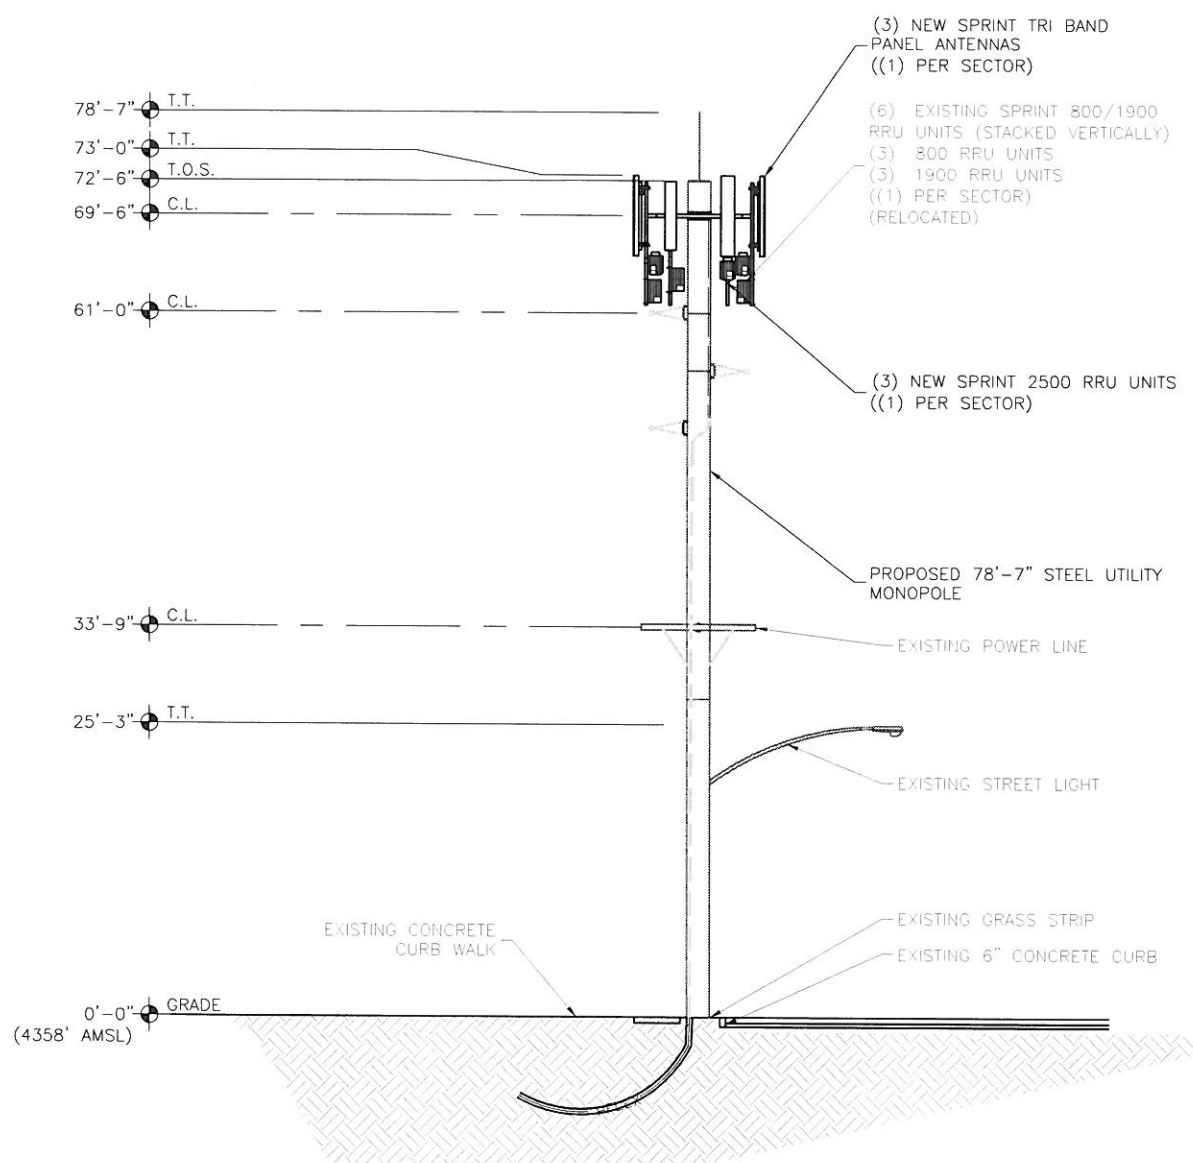 (3) NEW SPRINT TRI BAND
PANEL ANTENNAS
((1) PER SECTOR)
78'-7" T.T.
73'-0" T.T.
72'-6" T.O.S.
69'-6" C.L.
(6) EXISTING SPRINT 800/1900
RRU UNITS (STACKED VERTICALLY)
(3) 800 RRU UNITS
(3) 1900 RRU UNITS
((1) PER SECTOR)
(RELOCATED)
61'-0" C.L.
(3) NEW SPRINT 2500 RRU UNITS
((1) PER SECTOR)
PROPOSED 78'-7" STEEL UTILITY
MONOPOLE
33'-9" C.L.
EXISTING POWER LINE
25'-3" T.T.
EXISTING STREET LIGHT
EXISTING CONCRETE
CURB WALK
EXISTING GRASS STRIP
EXISTING 6" CONCRETE CURB
0'-0" GRADE
(4358' AMSL)